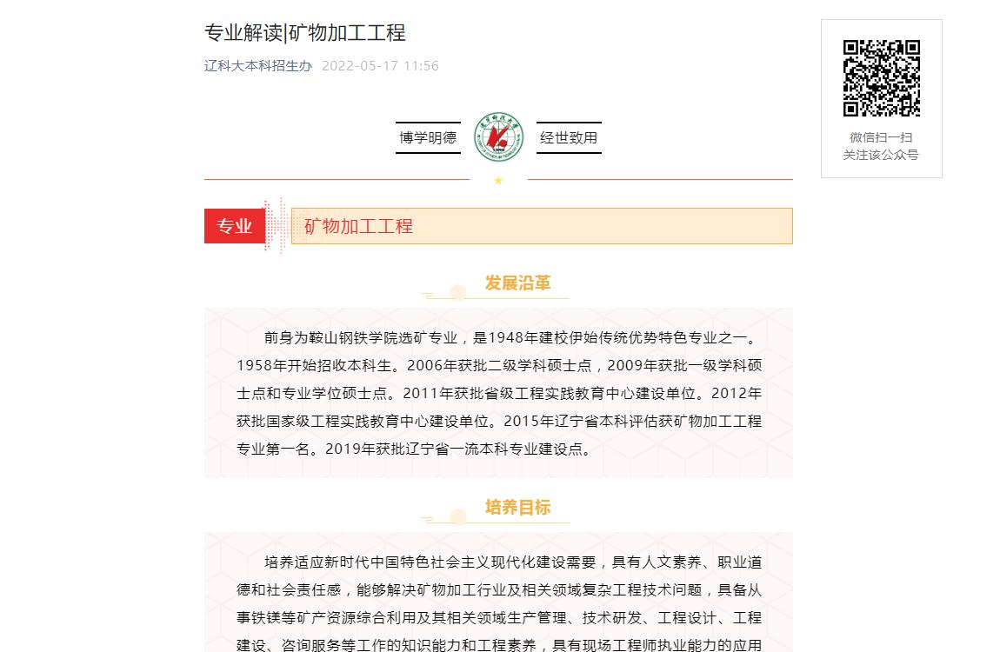 专业解读|矿物加工工程
辽科大本科招生办 2022-05-17 11:56
微信扫一扫
关注该公众号
博学明德
经世致用
专业
矿物加工工程
发展沿革
前身为鞍山钢铁学院选矿专业，是1948年建校伊始传统优势特色专业之一。
1958年开始招收本科生。2006年获批二级学科硕士点，2009年获批一级学科硕
士点和专业学位硕士点。2011年获批省级工程实践教育中心建设单位。2012年
获批国家级工程实践教育中心建设单位。2015年辽宁省本科评估获矿物加工工程
专业第一名。2019年获批辽宁省一流本科专业建设点。
培养目标
培养适应新时代中国特色社会主义现代化建设需要，具有人文素养、职业道
德和社会责任感，能够解决矿物加工行业及相关领域复杂工程技术问题，具备从
事铁镁等矿产资源综合利用及其相关领域生产管理、技术研发、工程设计、工程
建设、咨询服务等工作的知识能力和工程素养，具有现场工程师执业能力的应用